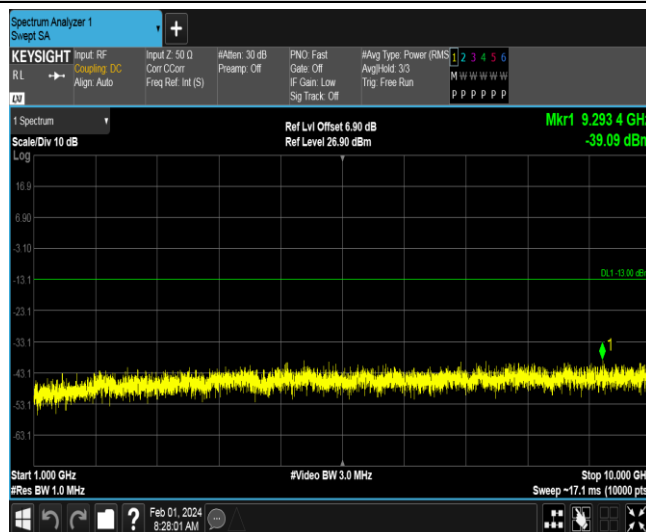 Spectrum Analyzer 1
Swept SA
+
KEYSIGHT
RL
LXI
Input: RF
Coupling: DC
Align: Auto
Input Z: 50 Ω
Corr CCorr
Freq Ref: Int (S)
#Atten: 30 dB
Preamp: Off
PNO: Fast
Gate: Off
IF Gain: Low
Sig Track: Off
#Avg Type: Power (RMS
Avg|Hold: 3/3
Trig: Free Run
1 2 3 4 5 6
M W W W W W
P P P P P P
1 Spectrum
Scale/Div 10 dB
Ref Lvl Offset 6.90 dB
Ref Level 26.90 dBm
Mkr1 9.293 4 GHz
-39.09 dBm
Log
16.9
6.90
-3.10
-13.1
DL1 -13.00 dBm
-23.1
-33.1
1
-43.1
-53.1
-63.1
Start 1.000 GHz
#Video BW 3.0 MHz
Stop 10.000 GHz
#Res BW 1.0 MHz
Sweep ~17.1 ms (10000 pts)
?
Feb 01, 2024
8:28:01 AM